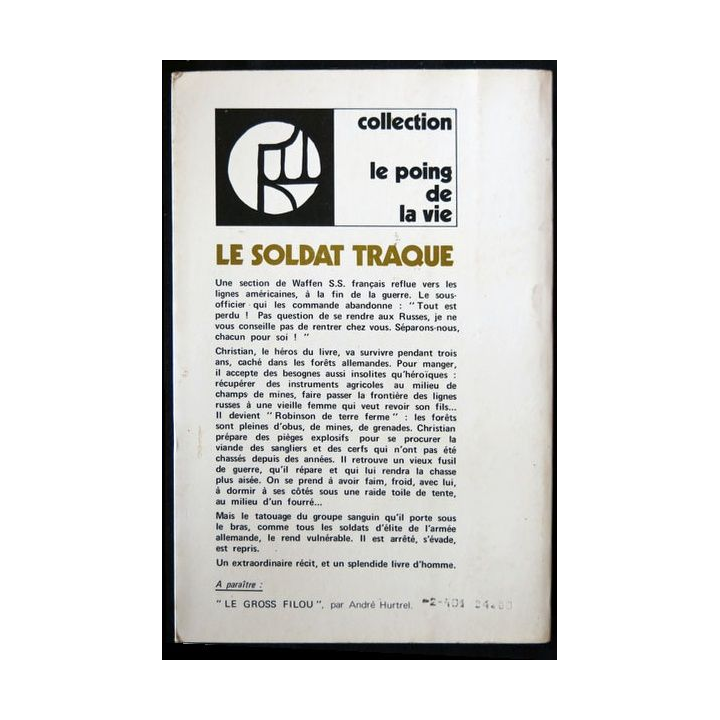 collection
le poing
de
la vie
LE SOLDAT TRAQUE
Une section de Waffen S.S. français reflue vers les
lignes américaines, à la fin de la guerre. Le sous-
officier qui les commande abandonne : "Tout est
perdu ! Pas question de se rendre aux Russes, je ne
vous conseille pas de rentrer chez vous. Séparons-nous,
chacun pour soi ! "
Christian, le héros du livre, va survivre pendant trois
ans, caché dans les forêts allemandes. Pour manger,
il accepte des besognes aussi insolites qu'héroïques :
récupérer des instruments agricoles au milieu de
champs de mines, faire passer la frontière des lignes
russes à une vieille femme qui veut revoir son fils...
Il devient "Robinson de terre ferme" : les forêts
sont pleines d'obus, de mines, de grenades. Christian
prépare des pièges explosifs pour se procurer la
viande des sangliers et des cerfs qui n'ont pas été
chassés depuis des années. Il retrouve un vieux fusil
de guerre, qu'il répare et qui lui rendra la chasse
plus aisée. On se prend à avoir faim, froid, avec lui,
à dormir à ses côtés sous une raide toile de tente,
au milieu d'un fourré...
Mais le tatouage du groupe sanguin qu'il porte sous
le bras, comme tous les soldats d'élite de l'armée
allemande, le rend vulnérable. Il est arrêté, s'évade,
est repris.
Un extraordinaire récit, et un splendide livre d'homme.
A paraître :
"LE GROSS FILOU", par André Hurtrel.